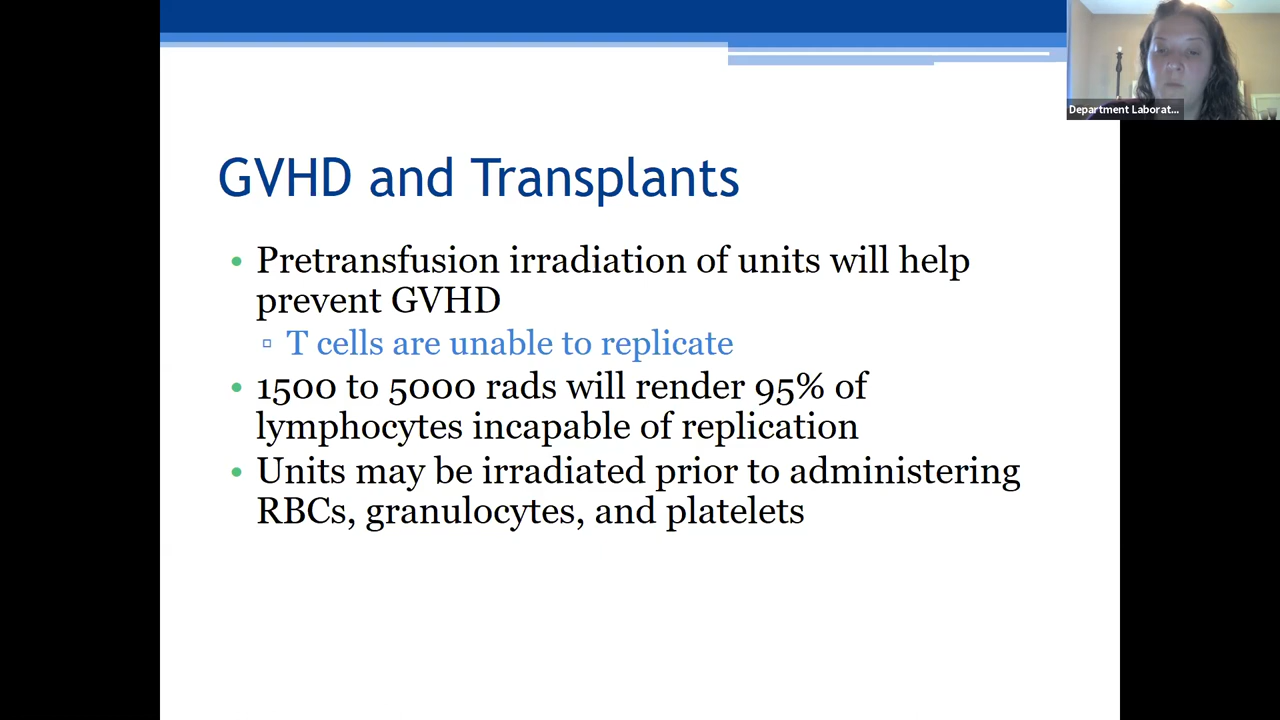 Department Laborat...
GVHD and Transplants
• Pretransfusion irradiation of units will help
prevent GVHD
▫ T cells are unable to replicate
• 1500 to 5000 rads will render 95% of
lymphocytes incapable of replication
• Units may be irradiated prior to administering
RBCs, granulocytes, and platelets